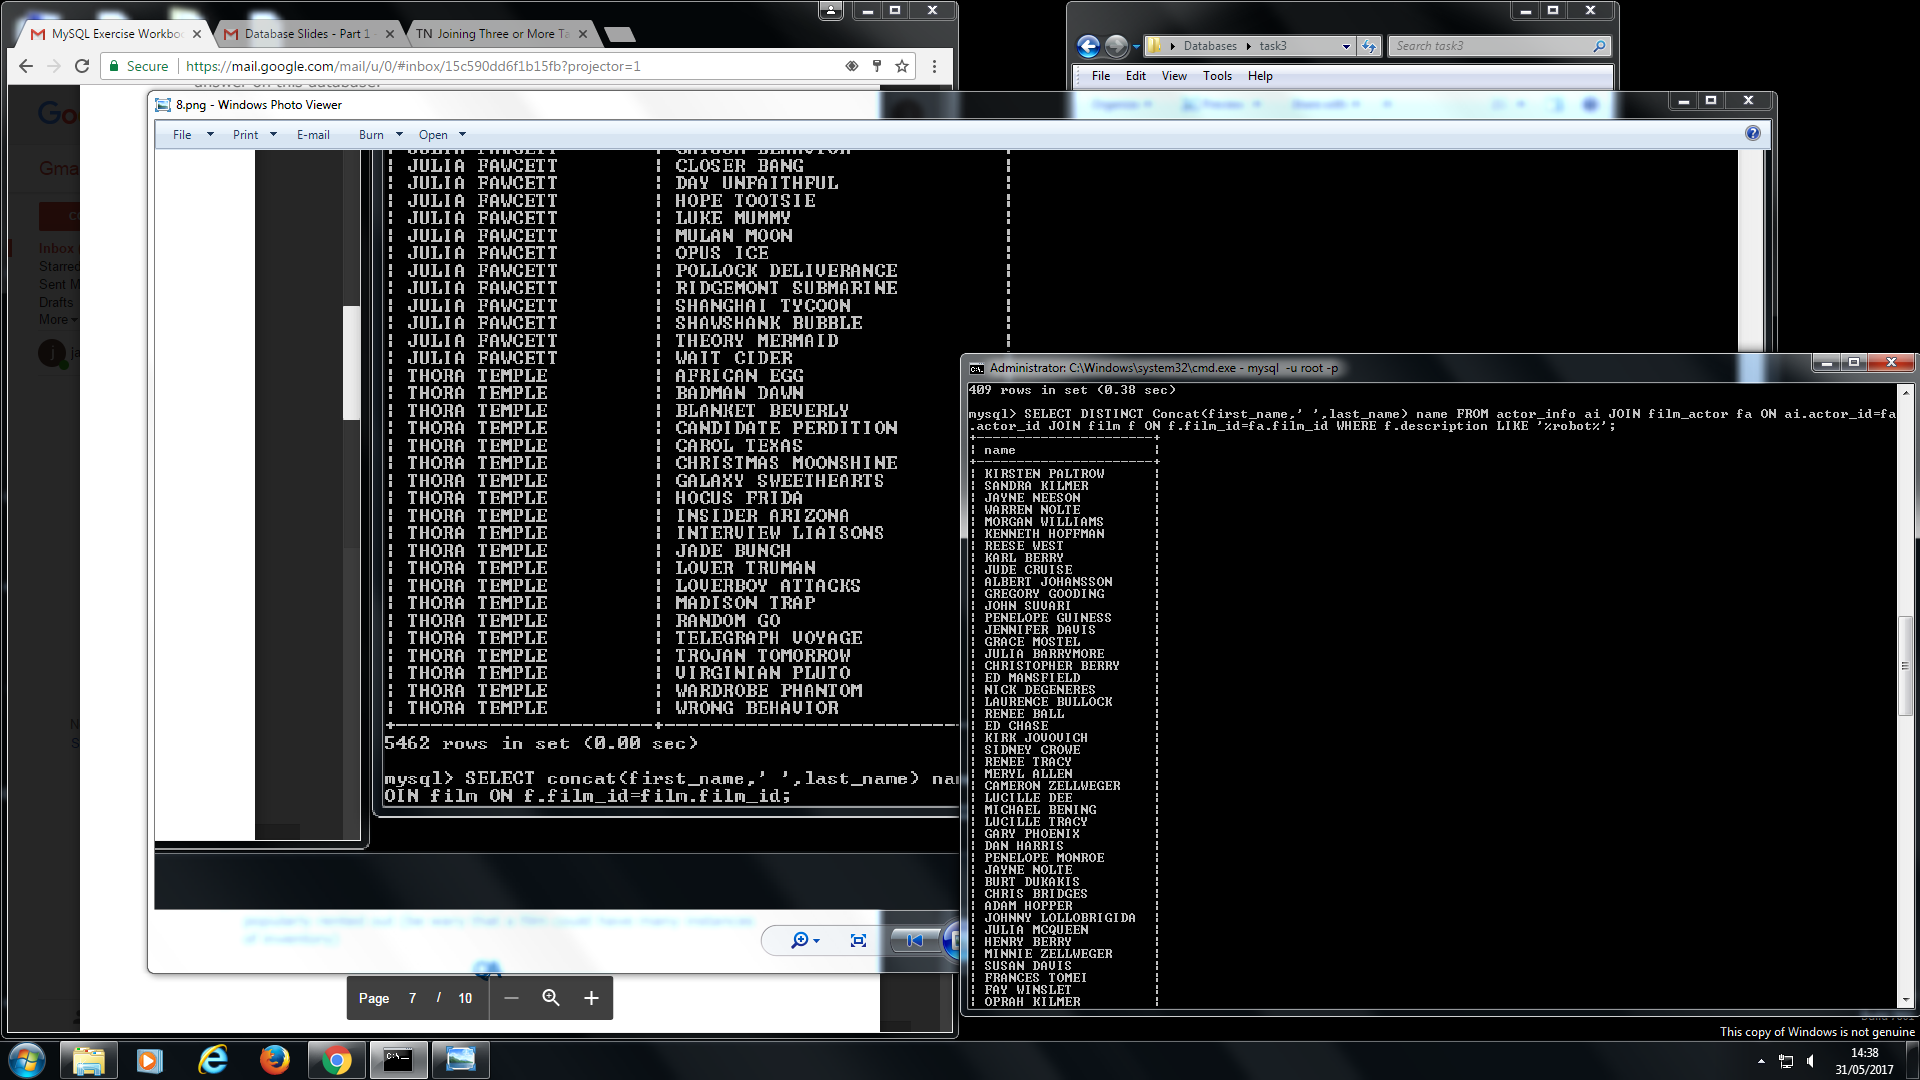 MySQL Exercise Workbo
Database Slides - Part 1
TN Joining Three or More Ta
Secure
https://mail.google.com/mail/u/0/#inbox/15c590dd6f1b15fb?projector=1
answer on this database?
Databases
task3
Search task3
File Edit View Tools Help
8.png - Windows Photo Viewer
File Print E-mail Burn Open
Go
Gma
Inbox
Starred
Sent M
Drafts
More
JULIA FAWCETT CLOSER BANG
JULIA FAWCETT DAY UNFAITHFUL
JULIA FAWCETT HOPE TOOTSIE
JULIA FAWCETT LUKE MUMMY
JULIA FAWCETT MULAN MOON
JULIA FAWCETT OPUS ICE
JULIA FAWCETT POLLOCK DELIVERANCE
JULIA FAWCETT RIDGEMONT SUBMARINE
JULIA FAWCETT SHANGHAI TYCOON
JULIA FAWCETT SHAWSHANK BUBBLE
JULIA FAWCETT THEORY MERMAID
JULIA FAWCETT WAIT CIDER
THORA TEMPLE AFRICAN EGG
THORA TEMPLE BADMAN DAWN
THORA TEMPLE BLANKET BEVERLY
THORA TEMPLE CANDIDATE PERDITION
THORA TEMPLE CAROL TEXAS
THORA TEMPLE CHRISTMAS MOONSHINE
THORA TEMPLE GALAXY SWEETHEARTS
THORA TEMPLE HOCUS FRIDA
THORA TEMPLE INSIDER ARIZONA
THORA TEMPLE INTERVIEW LIAISONS
THORA TEMPLE JADE BUNCH
THORA TEMPLE LOVER TRUMAN
THORA TEMPLE LOVERBOY ATTACKS
THORA TEMPLE MADISON TRAP
THORA TEMPLE RANDOM GO
THORA TEMPLE TELEGRAPH VOYAGE
THORA TEMPLE TROJAN TOMORROW
THORA TEMPLE VIRGINIAN PLUTO
THORA TEMPLE WARDROBE PHANTOM
THORA TEMPLE WRONG BEHAVIOR
5462 rows in set (0.00 sec)
mysql> SELECT concat(first_name,' ',last_name) nam
OIN film ON f.film_id=film.film_id;
Page 7 / 10
Administrator: C:\Windows\system32\cmd.exe - mysql -u root -p
409 rows in set (0.38 sec)
mysql> SELECT DISTINCT Concat(first_name,' ',last_name) name FROM actor_info ai JOIN film_actor fa ON ai.actor_id=fa
.actor_id JOIN film f ON f.film_id=fa.film_id WHERE f.description LIKE '%robot%';
name
KIRSTEN PALTROW
SANDRA KILMER
JAYNE NEESON
WARREN NOLTE
MORGAN WILLIAMS
KENNETH HOFFMAN
REESE WEST
KARL BERRY
JUDE CRUISE
ALBERT JOHANSSON
GREGORY GOODING
JOHN SUVARI
PENELOPE GUINESS
JENNIFER DAVIS
GRACE MOSTEL
JULIA BARRYMORE
CHRISTOPHER BERRY
ED MANSFIELD
NICK DEGENERES
LAURENCE BULLOCK
RENEE BALL
ED CHASE
KIRK JOVOVICH
SIDNEY CROWE
RENEE TRACY
MERYL ALLEN
CAMERON ZELLWEGER
LUCILLE DEE
MICHAEL BENING
LUCILLE TRACY
GARY PHOENIX
DAN HARRIS
PENELOPE MONROE
JAYNE NOLTE
BURT DUKAKIS
CHRIS BRIDGES
ADAM HOPPER
JOHNNY LOLLOBRIGIDA
JULIA MCQUEEN
HENRY BERRY
MINNIE ZELLWEGER
SUSAN DAVIS
FRANCES TOMEI
FAY WINSLET
OPRAH KILMER
This copy of Windows is not genuine
14:38
31/05/2017